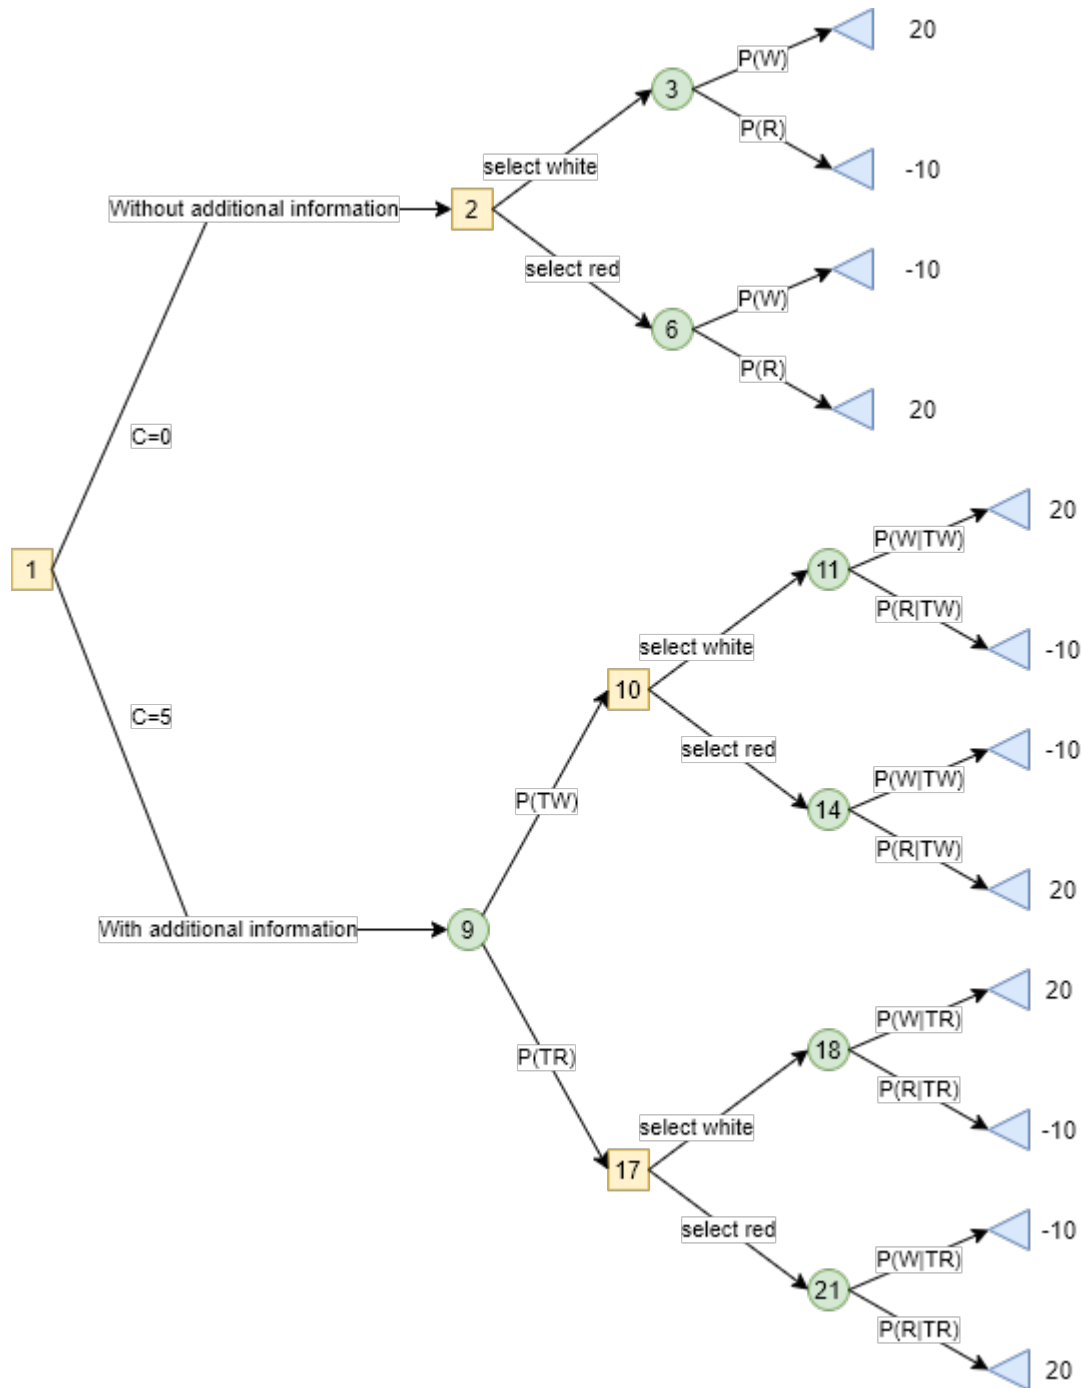 20
P(W)
3
P(R)
select white
-10
Without additional information
2
select red
-10
P(W)
6
P(R)
20
C=0
20
P(W|TW)
1
11
P(R|TW)
select white
-10
10
C=5
select red
-10
P(W|TW)
P(TW)
14
P(R|TW)
20
With additional information
9
20
P(W|TR)
P(TR)
18
P(R|TR)
select white
-10
17
select red
-10
P(W|TR)
21
P(R|TR)
20